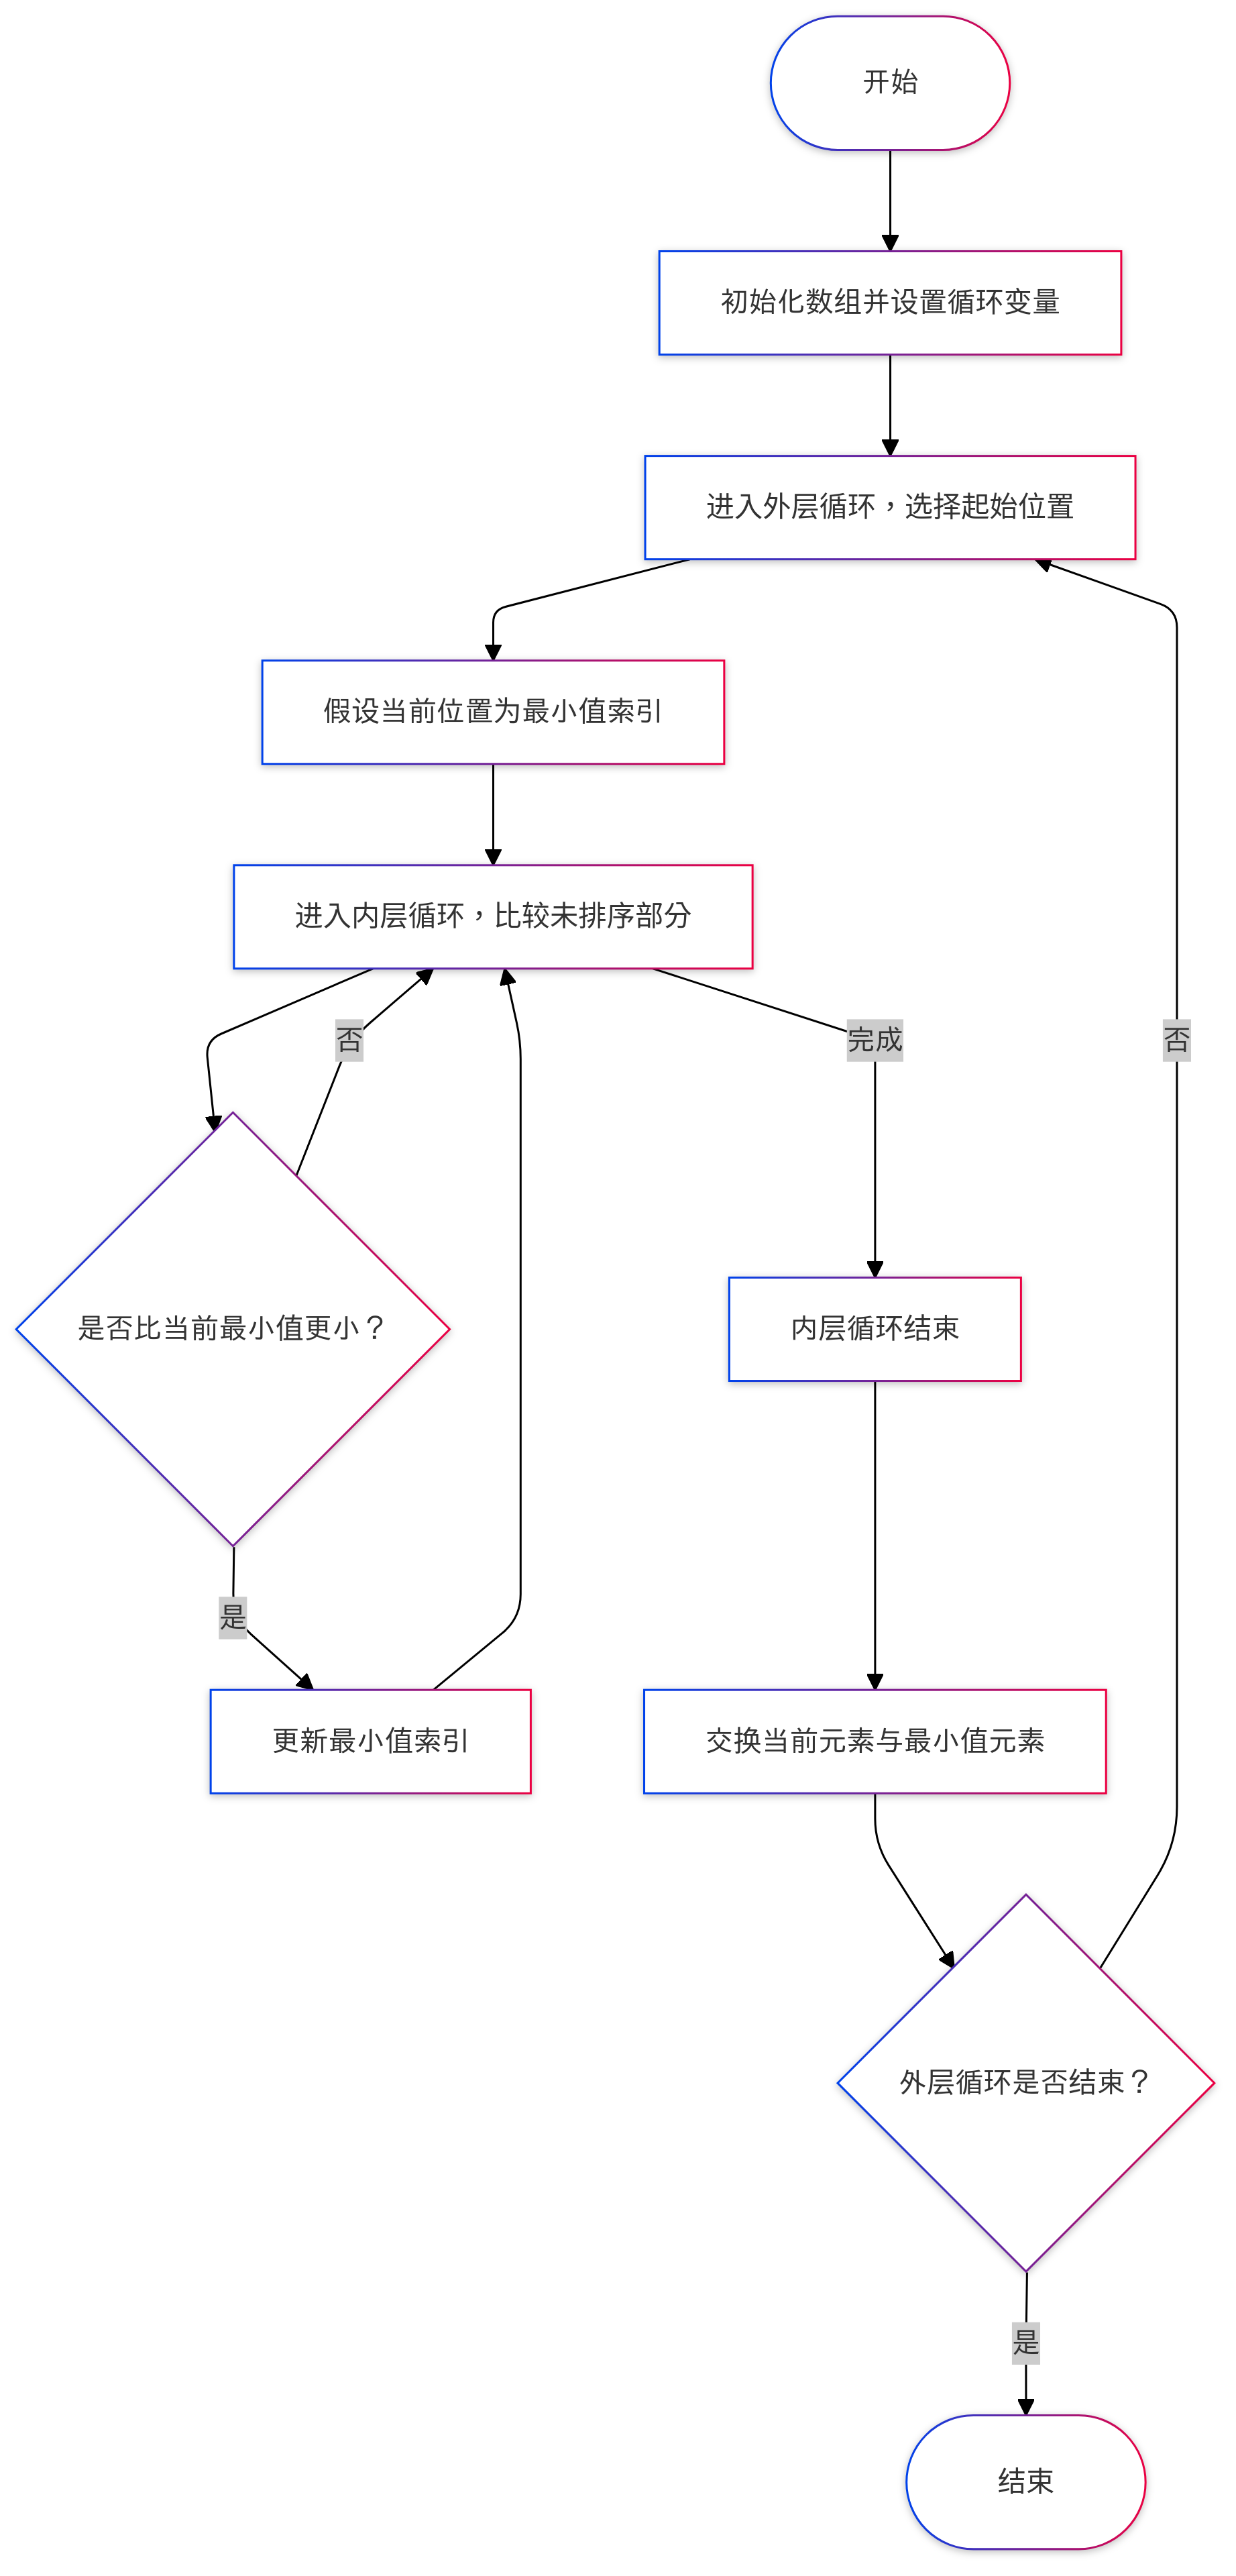 开始
初始化数组并设置循环变量
进入外层循环，选择起始位置
假设当前位置为最小值索引
进入内层循环，比较未排序部分
否
完成
否
是否比当前最小值更小？
内层循环结束
是
更新最小值索引
交换当前元素与最小值元素
外层循环是否结束？
是
结束